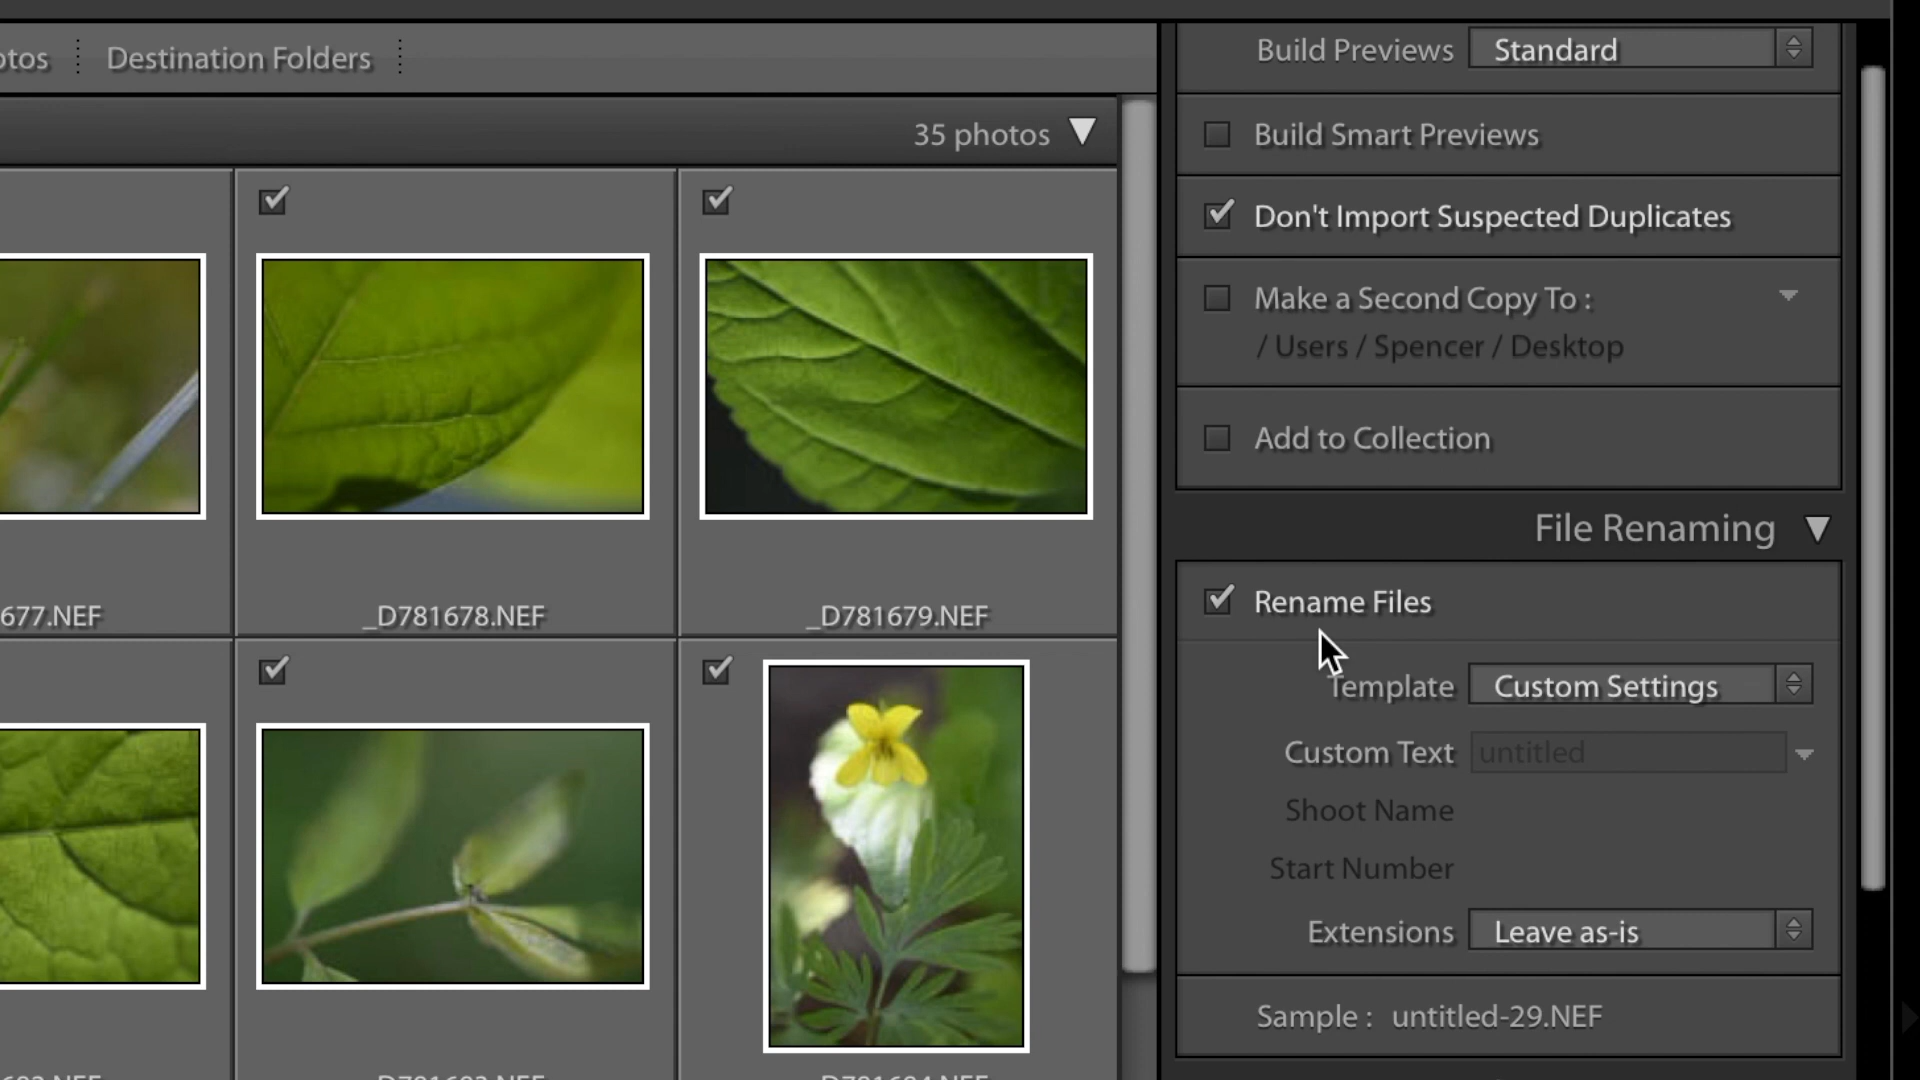 otos Destination Folders
35 photos
677.NEF _D781678.NEF _D781679.NEF
Build Previews Standard
Build Smart Previews
Don't Import Suspected Duplicates
Make a Second Copy To :
/ Users / Spencer / Desktop
Add to Collection
File Renaming
Rename Files
Template Custom Settings
Custom Text untitled
Shoot Name
Start Number
Extensions Leave as-is
Sample : untitled-29.NEF